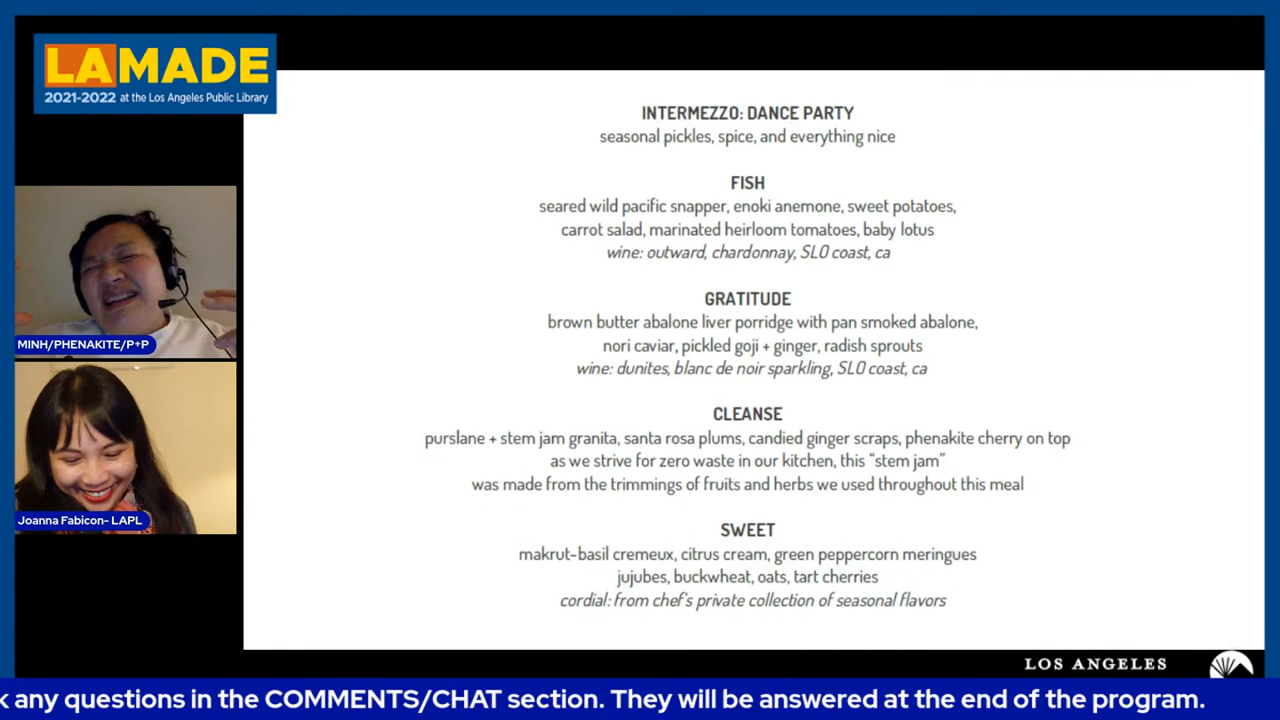 LAMADE
2021-2022 at the Los Angeles Public Library
INTERMEZZO: DANCE PARTY
seasonal pickles, spice, and everything nice
FISH
seared wild pacific snapper, enoki anemone, sweet potatoes,
carrot salad, marinated heirloom tomatoes, baby lotus
wine: outward, chardonnay, SLO coast, ca
GRATITUDE
brown butter abalone liver porridge with pan smoked abalone,
nori caviar, pickled goji + ginger, radish sprouts
wine: dunites, blanc de noir sparkling, SLO coast, ca
CLEANSE
purslane + stem jam granita, santa rosa plums, candied ginger scraps, phenakite cherry on top
as we strive for zero waste in our kitchen, this “stem jam”
was made from the trimmings of fruits and herbs we used throughout this meal
SWEET
makrut-basil cremeux, citrus cream, green peppercorn meringues
jujubes, buckwheat, oats, tart cherries
cordial: from chef's private collection of seasonal flavors
MINH/PHENAKITE/P+P
Joanna Fabicon- LAPL
LOS ANGELES
k any questions in the COMMENTS/CHAT section. They will be answered at the end of the program.